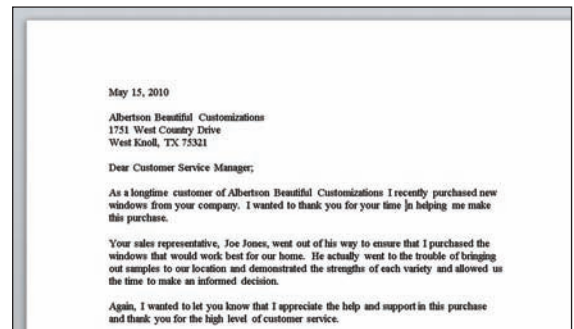 May 15, 2010
Albertson Beautiful Customizations
1751 West Country Drive
West Knoll, TX 75321
Dear Customer Service Manager;
As a longtime customer of Albertson Beautiful Customizations I recently purchased new
windows from your company. I wanted to thank you for your time in helping me make
this purchase.
Your sales representative, Joe Jones, went out of his way to ensure that I purchased the
windows that would work best for our home. He actually went to the trouble of bringing
out samples to our location and demonstrated the strengths of each variety and allowed us
the time to make an informed decision.
Again, I wanted to let you know that I appreciate the help and support in this purchase
and thank you for the high level of customer service.